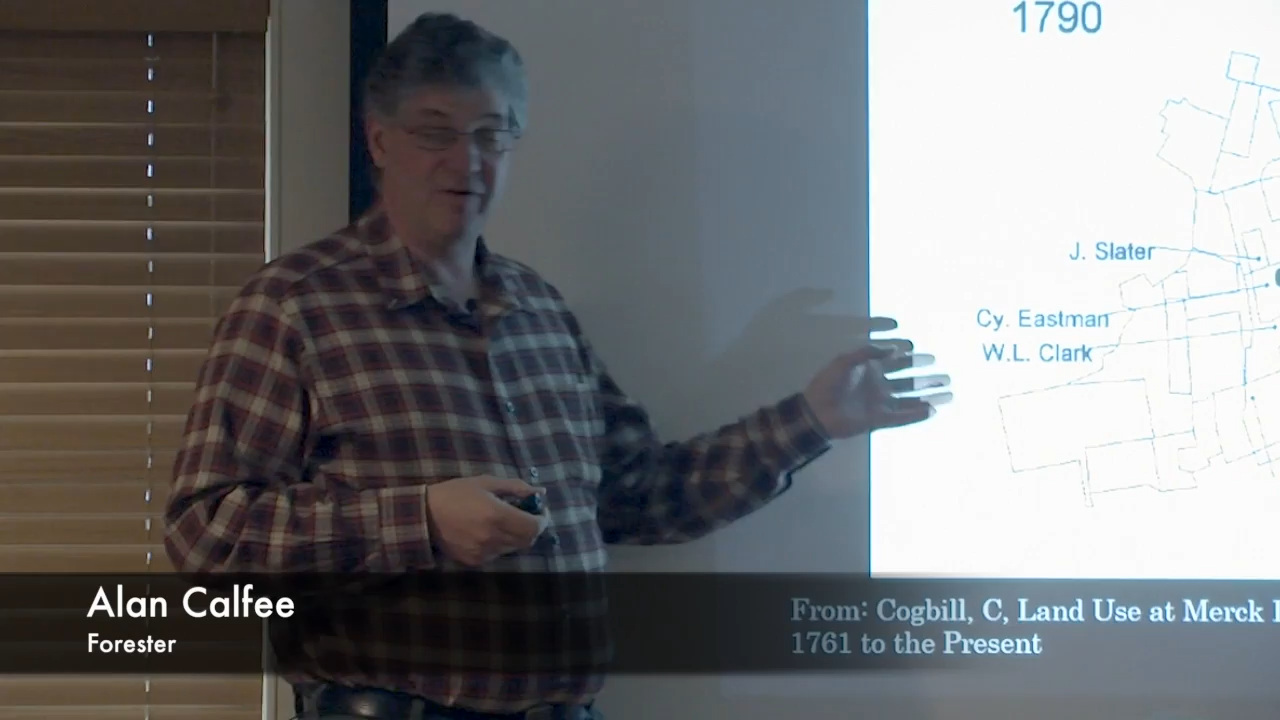 1790
J. Slater
Cy. Eastman
W.L. Clark
Alan Calfee
Forester
From: Cogbill, C, Land Use at Merck
1761 to the Present